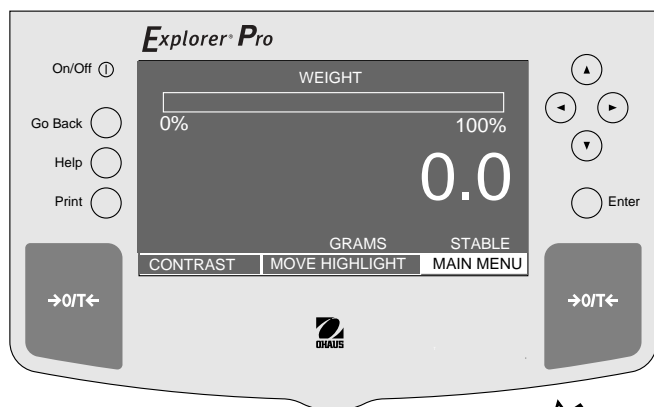 Explorer® Pro
On/Off
Go Back
Help
Print
WEIGHT
0% 100%
0.0
GRAMS STABLE
CONTRAST MOVE HIGHLIGHT MAIN MENU
Enter
→0/T← →0/T←
OHAUS